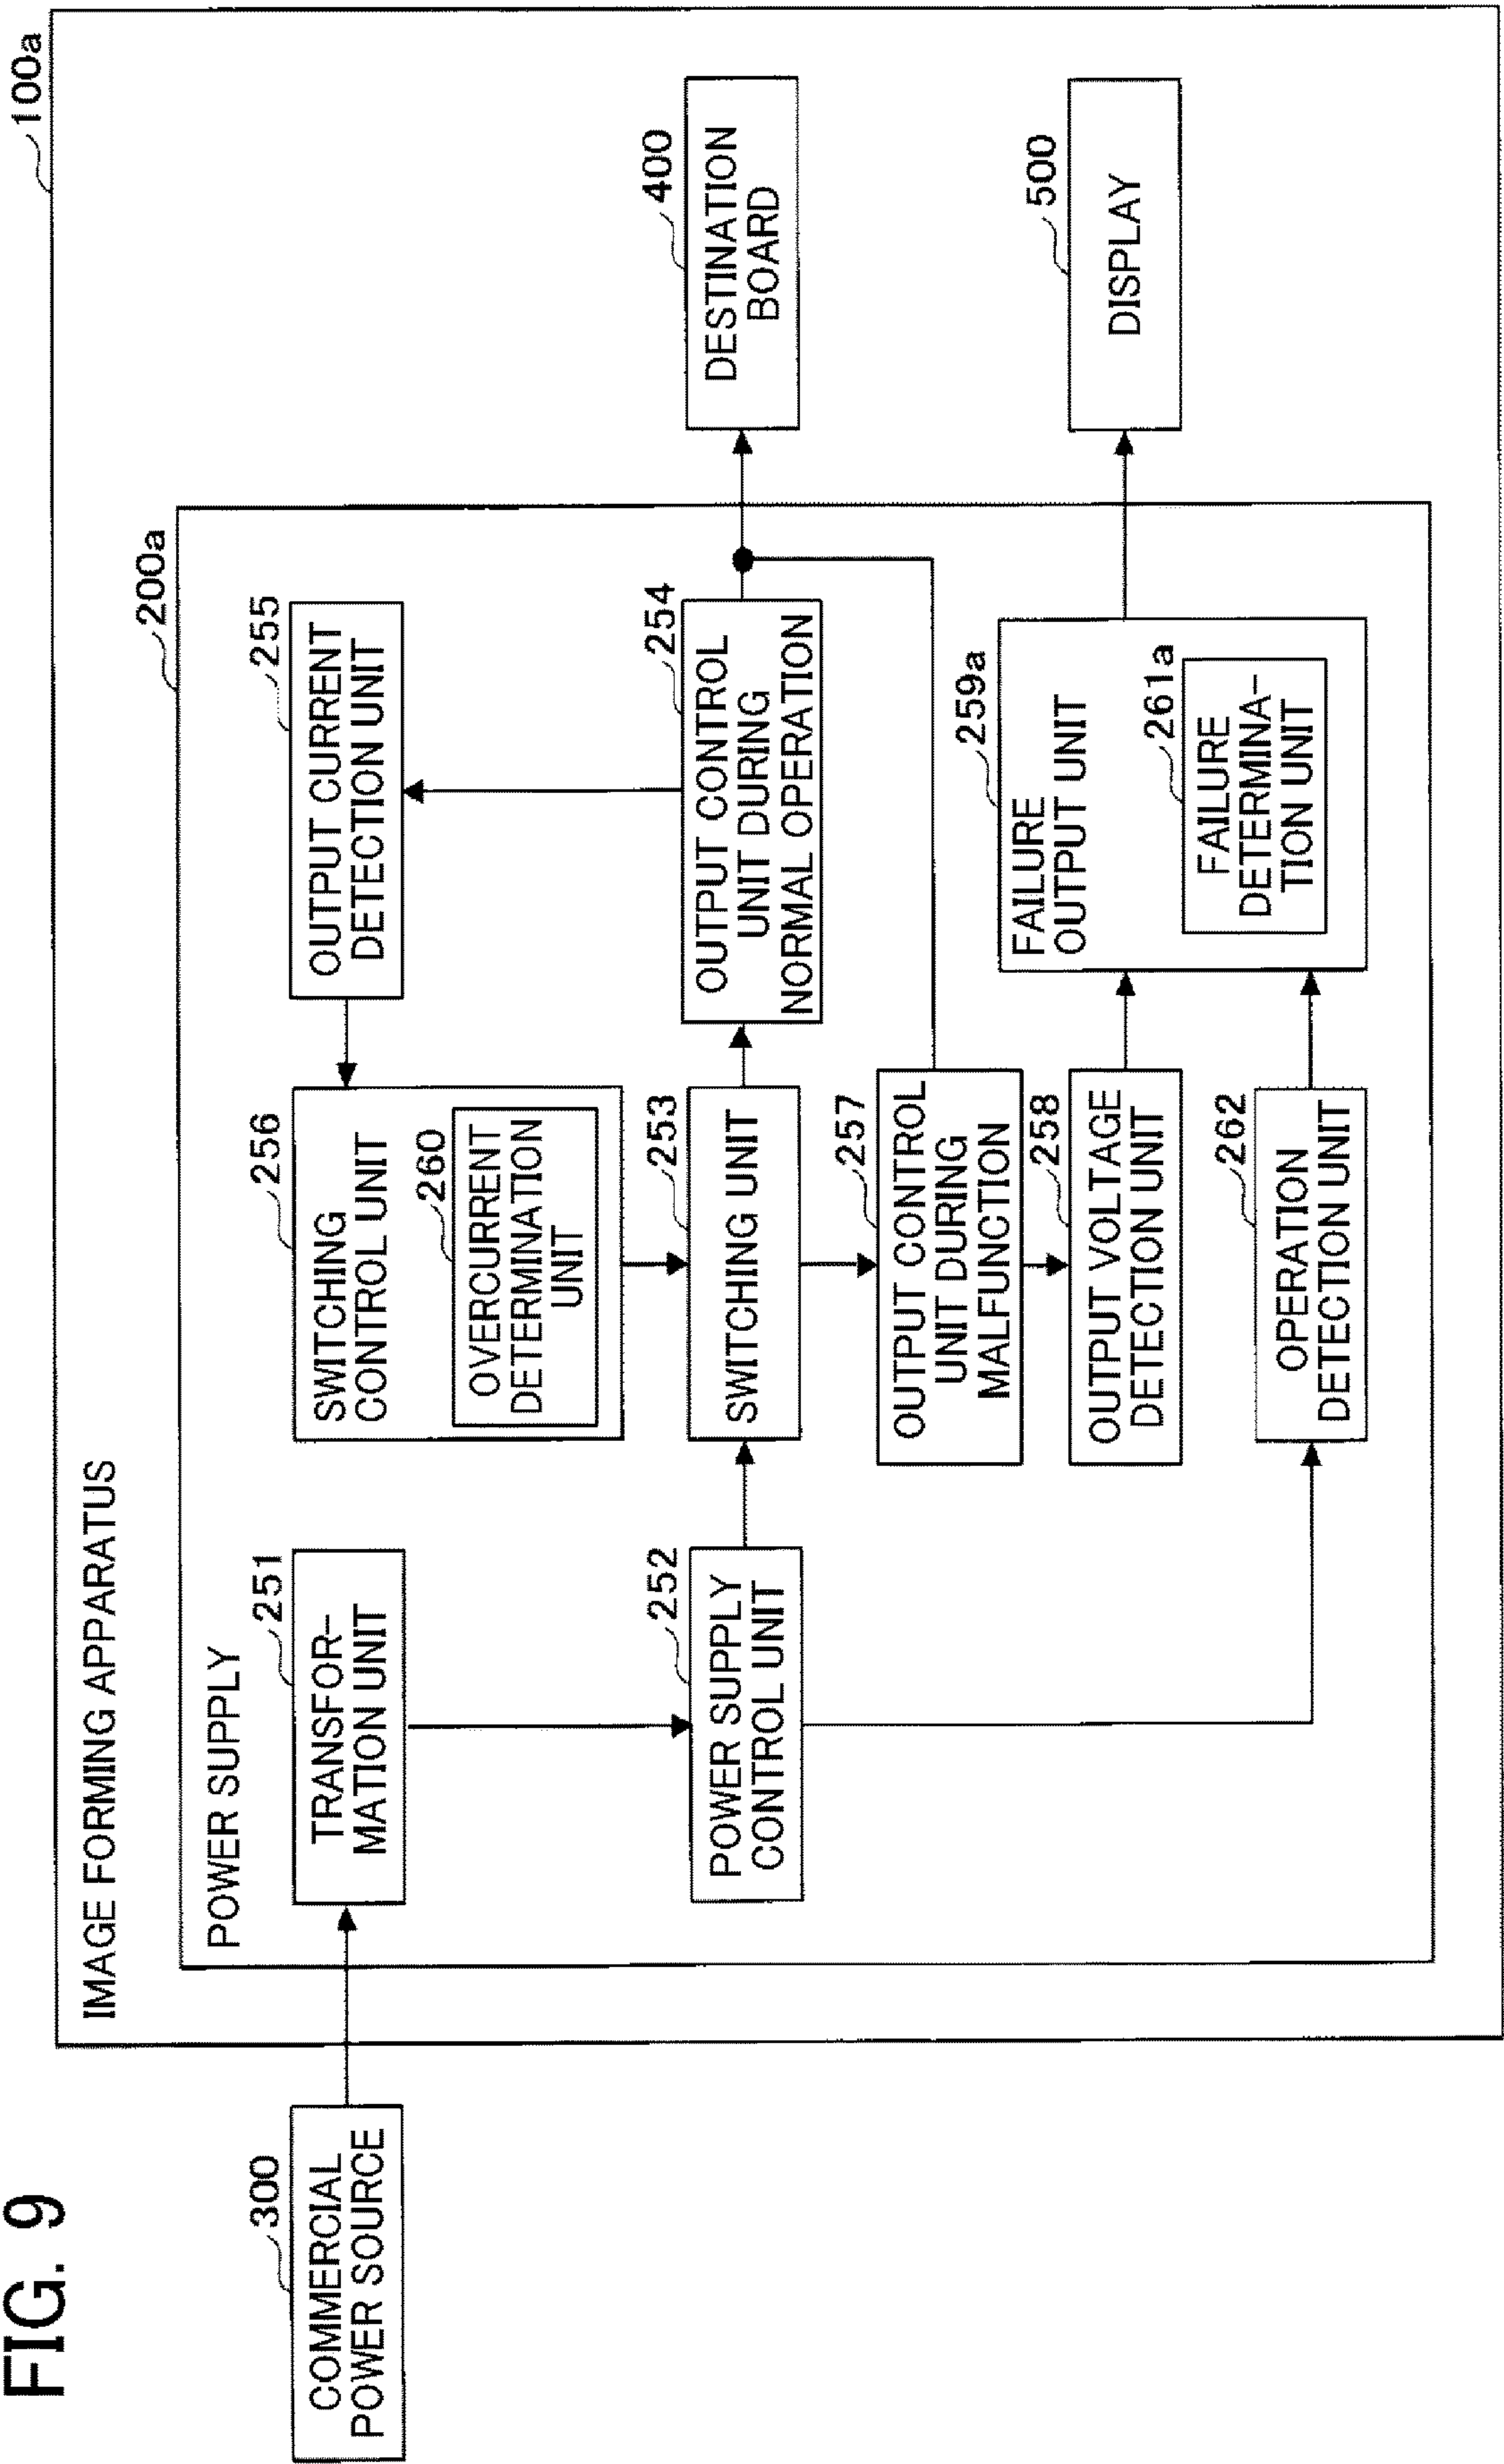 FIG. 9
100a
IMAGE FORMING APPARATUS
200a
POWER SUPPLY
300
COMMERCIAL
POWER SOURCE
251
TRANSFOR-
MATION UNIT
256
SWITCHING
CONTROL UNIT
260
OVERCURRENT
DETERMINATION
UNIT
255
OUTPUT CURRENT
DETECTION UNIT
252
POWER SUPPLY
CONTROL UNIT
253
SWITCHING UNIT
254
OUTPUT CONTROL
UNIT DURING
NORMAL OPERATION
400
DESTINATION
BOARD
257
OUTPUT CONTROL
UNIT DURING
MALFUNCTION
258
OUTPUT VOLTAGE
DETECTION UNIT
259a
FAILURE
OUTPUT UNIT
261a
FAILURE
DETERMINA-
TION UNIT
500
DISPLAY
262
OPERATION
DETECTION UNIT